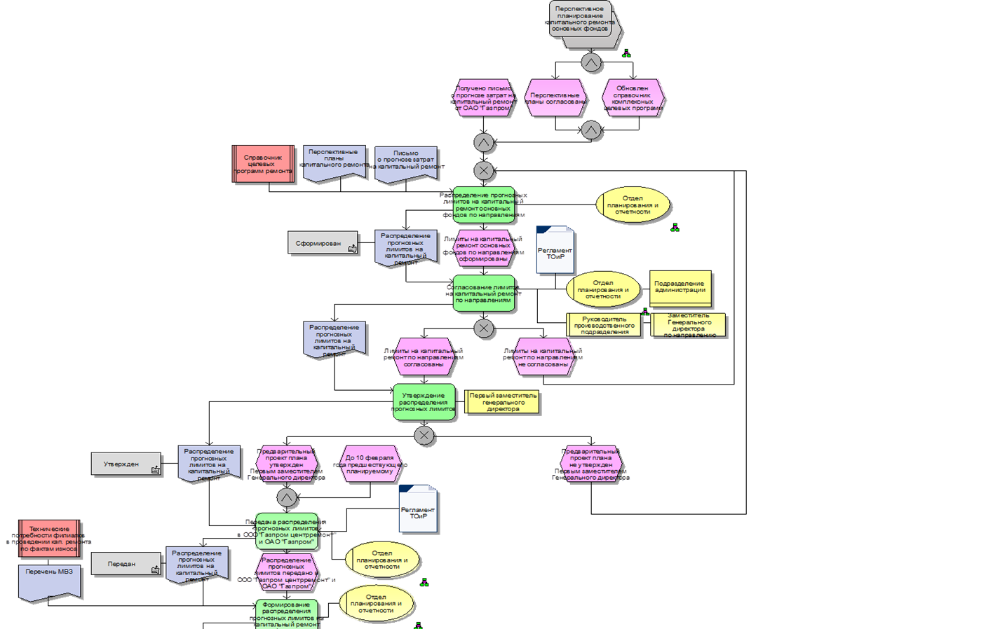 Перспективное
планирование
капитального ремонта
основных фондов
Получено письмо
о прогнозе затрат на
капитальный ремонт
от ОАО "Газпром"
Перспективные
планы согласованы
Обновлен
справочник
комплексных
целевых программ
Справочник
целевых
программ ремонта
Перспективные
планы
капитального ремонта
Письмо
о прогнозе затрат
на капитальный ремонт
Распределение прогнозных
лимитов на капитальный
ремонт основных
фондов по направлениям
Отдел
планирования и
отчетности
Сформирован
Распределение
прогнозных
лимитов на
капитальный
ремонт
Лимиты на капитальный
ремонт основных
фондов по направлениям
сформированы
Регламент
ТОиР
Согласование лимитов
на капитальный ремонт
по направлениям
Отдел
планирования и
отчетности
Подразделение
администрации
Руководитель
производственного
подразделения
Заместитель
Генерального
директора
по направлению
Распределение
прогнозных
лимитов на
капитальный
ремонт
Лимиты на капитальный
ремонт по направлениям
согласованы
Лимиты на капитальный
ремонт по направлениям
не согласованы
Утверждение
распределения
прогнозных лимитов
Первый заместитель
генерального
директора
Утвержден
Распределение
прогнозных
лимитов на
капитальный
ремонт
Предварительный
проект плана
утвержден
Первым заместителем
Генерального директора
До 10 февраля
года предшествующего
планируемому
Предварительный
проект плана
не утвержден
Первым заместителем
Генерального директора
Регламент
ТОиР
Передача распределения
прогнозных лимитов
в ООО"Газпром центрремонт"
и ОАО "Газпром"
Технические
потребности филиалов
в проведении кап. ремонта
по фактам износа
Передан
Распределение
прогнозных
лимитов на
капитальный
ремонт
Отдел
планирования и
отчетности
Перечень МВЗ
Распределение
прогнозных
лимитов передано в
ООО "Газпром центрремонт" и
ОАО "Газпром"
Отдел
планирования и
отчетности
Формирование
распределения
прогнозных лимитов на
капитальный ремонт